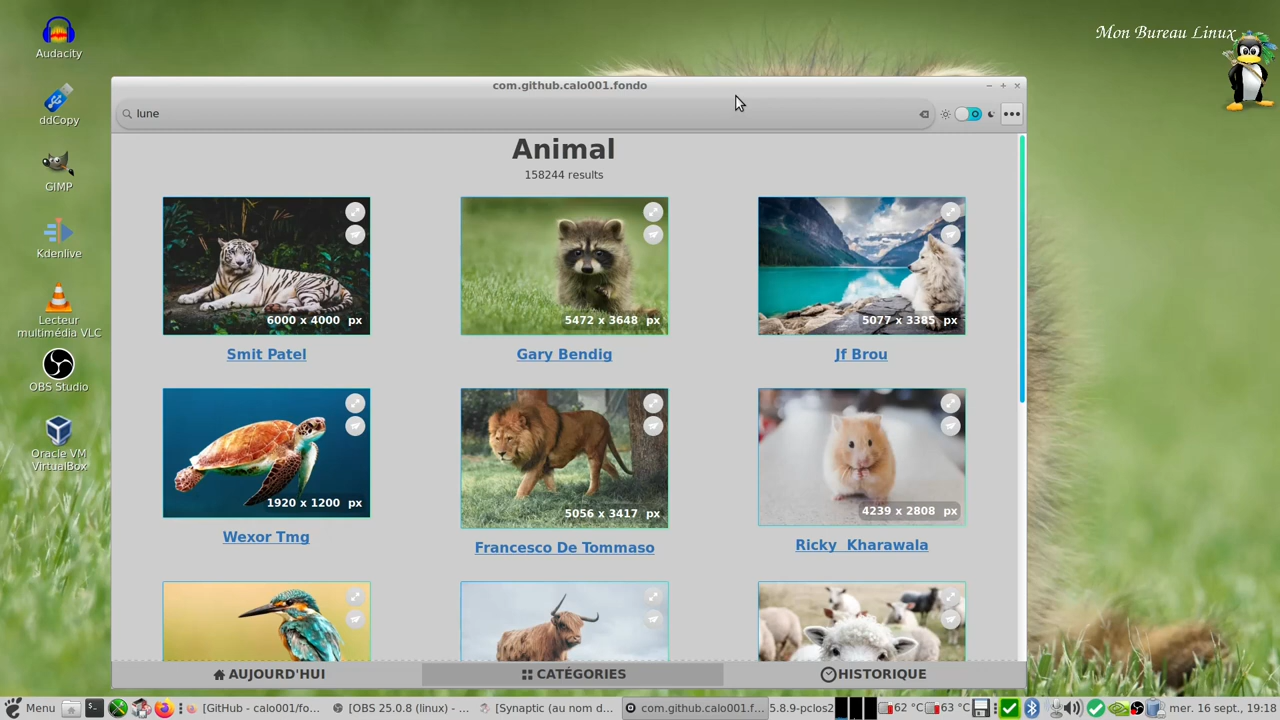 Mon Bureau Linux
Audacity
ddCopy
GIMP
Kdenlive
Lecteur
multimédia VLC
OBS Studio
Oracle VM
VirtualBox
com.github.calo001.fondo
lune
Animal
158244 results
6000 x 4000 px
5472 x 3648 px
5077 x 3385 px
Smit Patel
Gary Bendig
Jf Brou
1920 x 1200 px
5056 x 3417 px
4239 x 2808 px
Wexor Tmg
Francesco De Tommaso
Ricky Kharawala
AUJOURD'HUI
CATÉGORIES
HISTORIQUE
Menu
[GitHub - calo001/fo...
[OBS 25.0.8 (linux) - ...
[Synaptic (au nom d...
com.github.calo001.f...
5.8.9-pclos
62 °C
63 °C
mer. 16 sept., 19:18